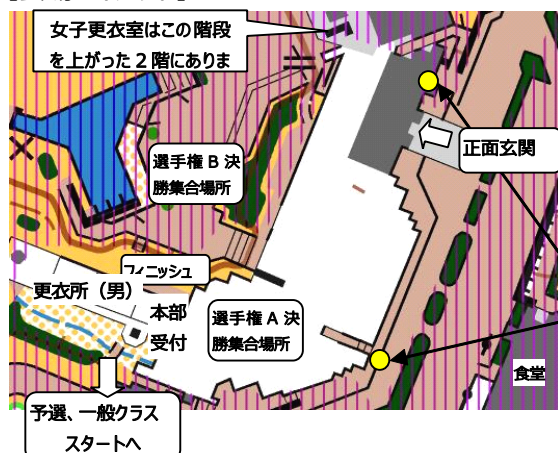 女子更衣室はこの階段
を上がった２階にありま
正面玄関
選手権 B 決
勝集合場所
フィニッシュ
更衣所（男）
本部
受付
選手権 A 決
勝集合場所
食堂
予選、一般クラス
スタートへ